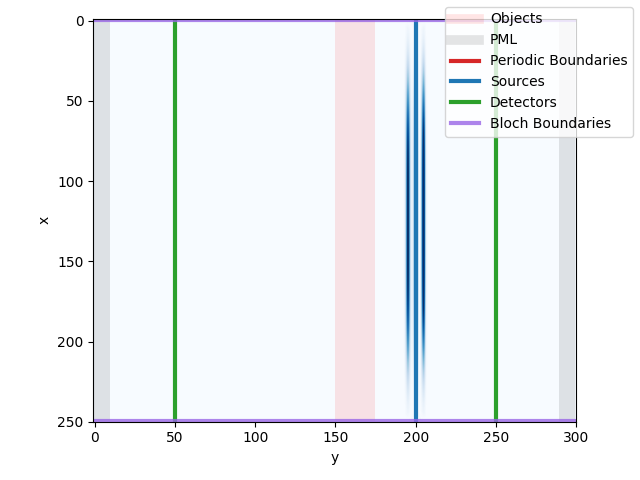 Objects
PML
Periodic Boundaries
Sources
Detectors
Bloch Boundaries
0
50
100
150
200
250
x
0
50
100
150
200
250
300
y